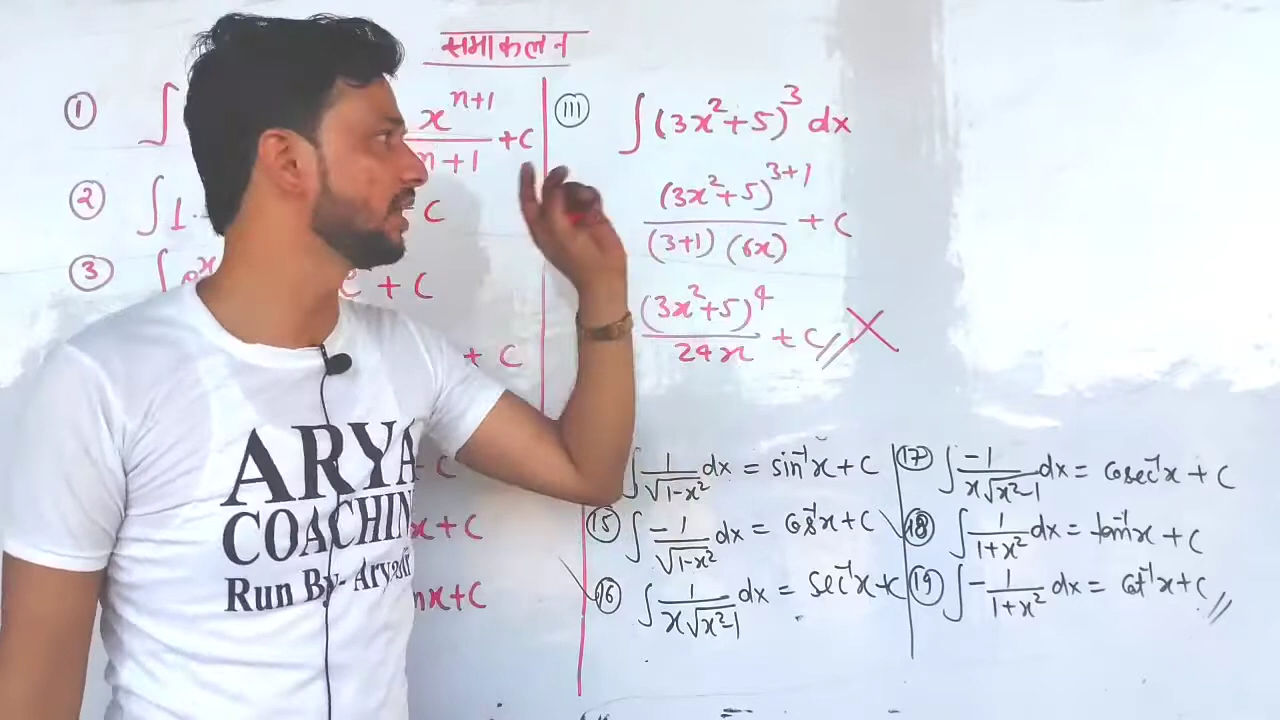 समाकलन
① ∫ x^{n+1}/n+1 +C
② ∫1. C
③ ∫ + C
+ C
C
x+C
nx+C
III ∫(3x²+5)³ dx
(3x²+5)^{3+1}/(3+1) (6x) + C
(3x²+5)⁴/24x + C // X
∫ 1/√1-x² dx = sin⁻¹x + C
⑮ ∫ -1/√1-x² dx = cos⁻¹x + C
⑯ ∫ 1/x√x²-1 dx = sec⁻¹x + C
⑰ ∫ -1/x√x²-1 dx = cosec⁻¹x + C
⑱ ∫ 1/1+x² dx = tan⁻¹x + C
⑲ ∫ -1/1+x² dx = cot⁻¹x + C //
ARYA
COACHIN
Run By- Arya